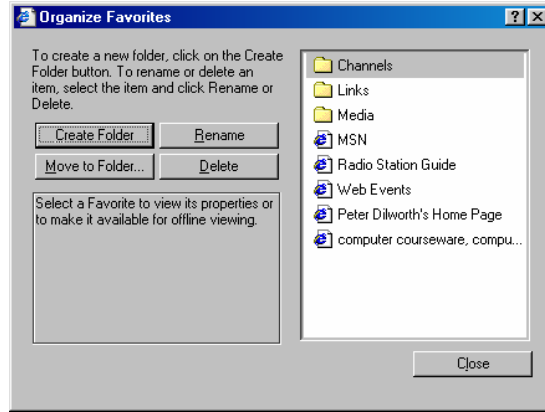 Organize Favorites
To create a new folder, click on the Create
Folder button. To rename or delete an
item, select the item and click Rename or
Delete.
Create Folder
Rename
Move to Folder...
Delete
Select a Favorite to view its properties or
to make it available for offline viewing.
Channels
Links
Media
MSN
Radio Station Guide
Web Events
Peter Dilworth's Home Page
computer courseware, compu...
Close